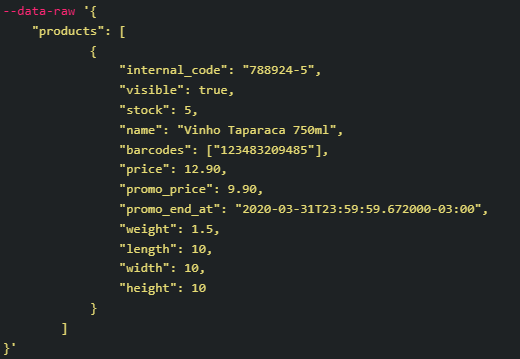 --data-raw '{
"products": [
{
"internal_code": "788924-5",
"visible": true,
"stock": 5,
"name": "Vinho Taparaca 750ml",
"barcodes": ["123483209485"],
"price": 12.90,
"promo_price": 9.90,
"promo_end_at": "2020-03-31T23:59:59.672000-03:00",
"weight": 1.5,
"length": 10,
"width": 10,
"height": 10
}
]
}'